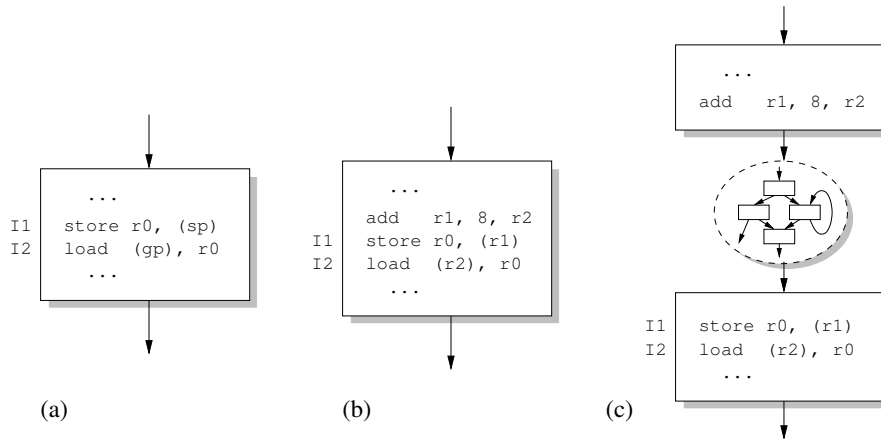 ...
I1 store r0, (sp)
I2 load (gp), r0
...
(a)
...
add r1, 8, r2
I1 store r0, (r1)
I2 load (r2), r0
...
(b)
...
add r1, 8, r2
I1 store r0, (r1)
I2 load (r2), r0
...
(c)